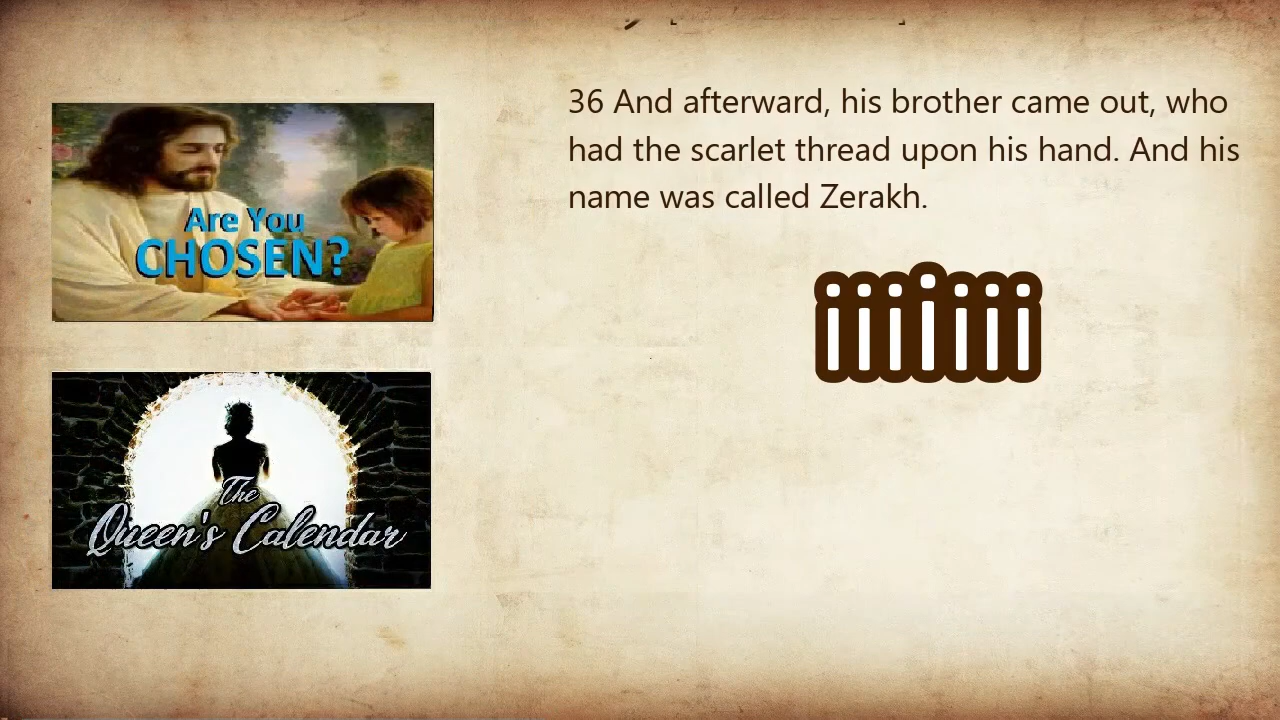 Are You
CHOSEN?
The
Queen's Calendar
36 And afterward, his brother came out, who
had the scarlet thread upon his hand. And his
name was called Zerakh.
iiiiiii